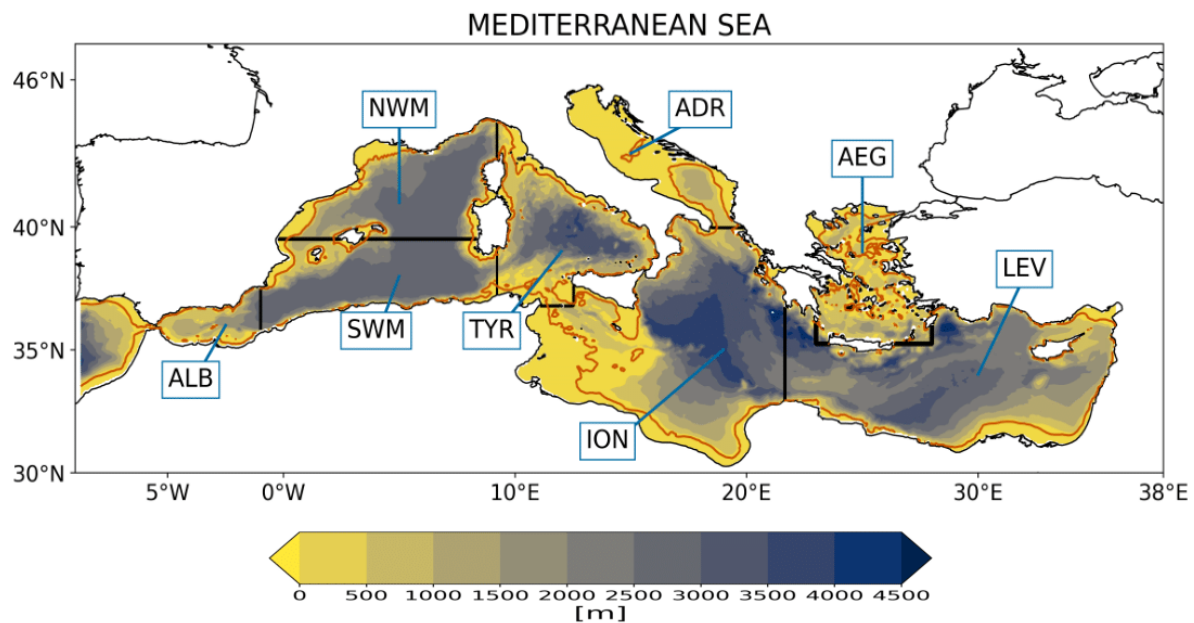 MEDITERRANEAN SEA
46°N
40°N
35°N
30°N
NWM
ADR
AEG
LEV
SWM
TYR
ALB
ION
5°W
0°W
10°E
20°E
30°E
38°E
0 500 1000 1500 2000 2500 3000 3500 4000 4500
[m]